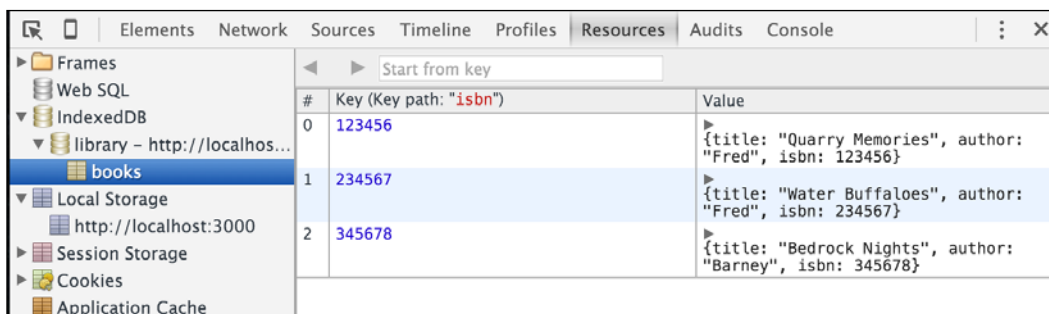 Elements Network Sources Timeline Profiles Resources Audits Console
Frames
Web SQL
IndexedDB
library – http://localhos...
books
Local Storage
http://localhost:3000
Session Storage
Cookies
Application Cache
Start from key
# Key (Key path: "isbn") Value
0 123456
{title: "Quarry Memories", author:
"Fred", isbn: 123456}
1 234567
{title: "Water Buffaloes", author:
"Fred", isbn: 234567}
2 345678
{title: "Bedrock Nights", author:
"Barney", isbn: 345678}